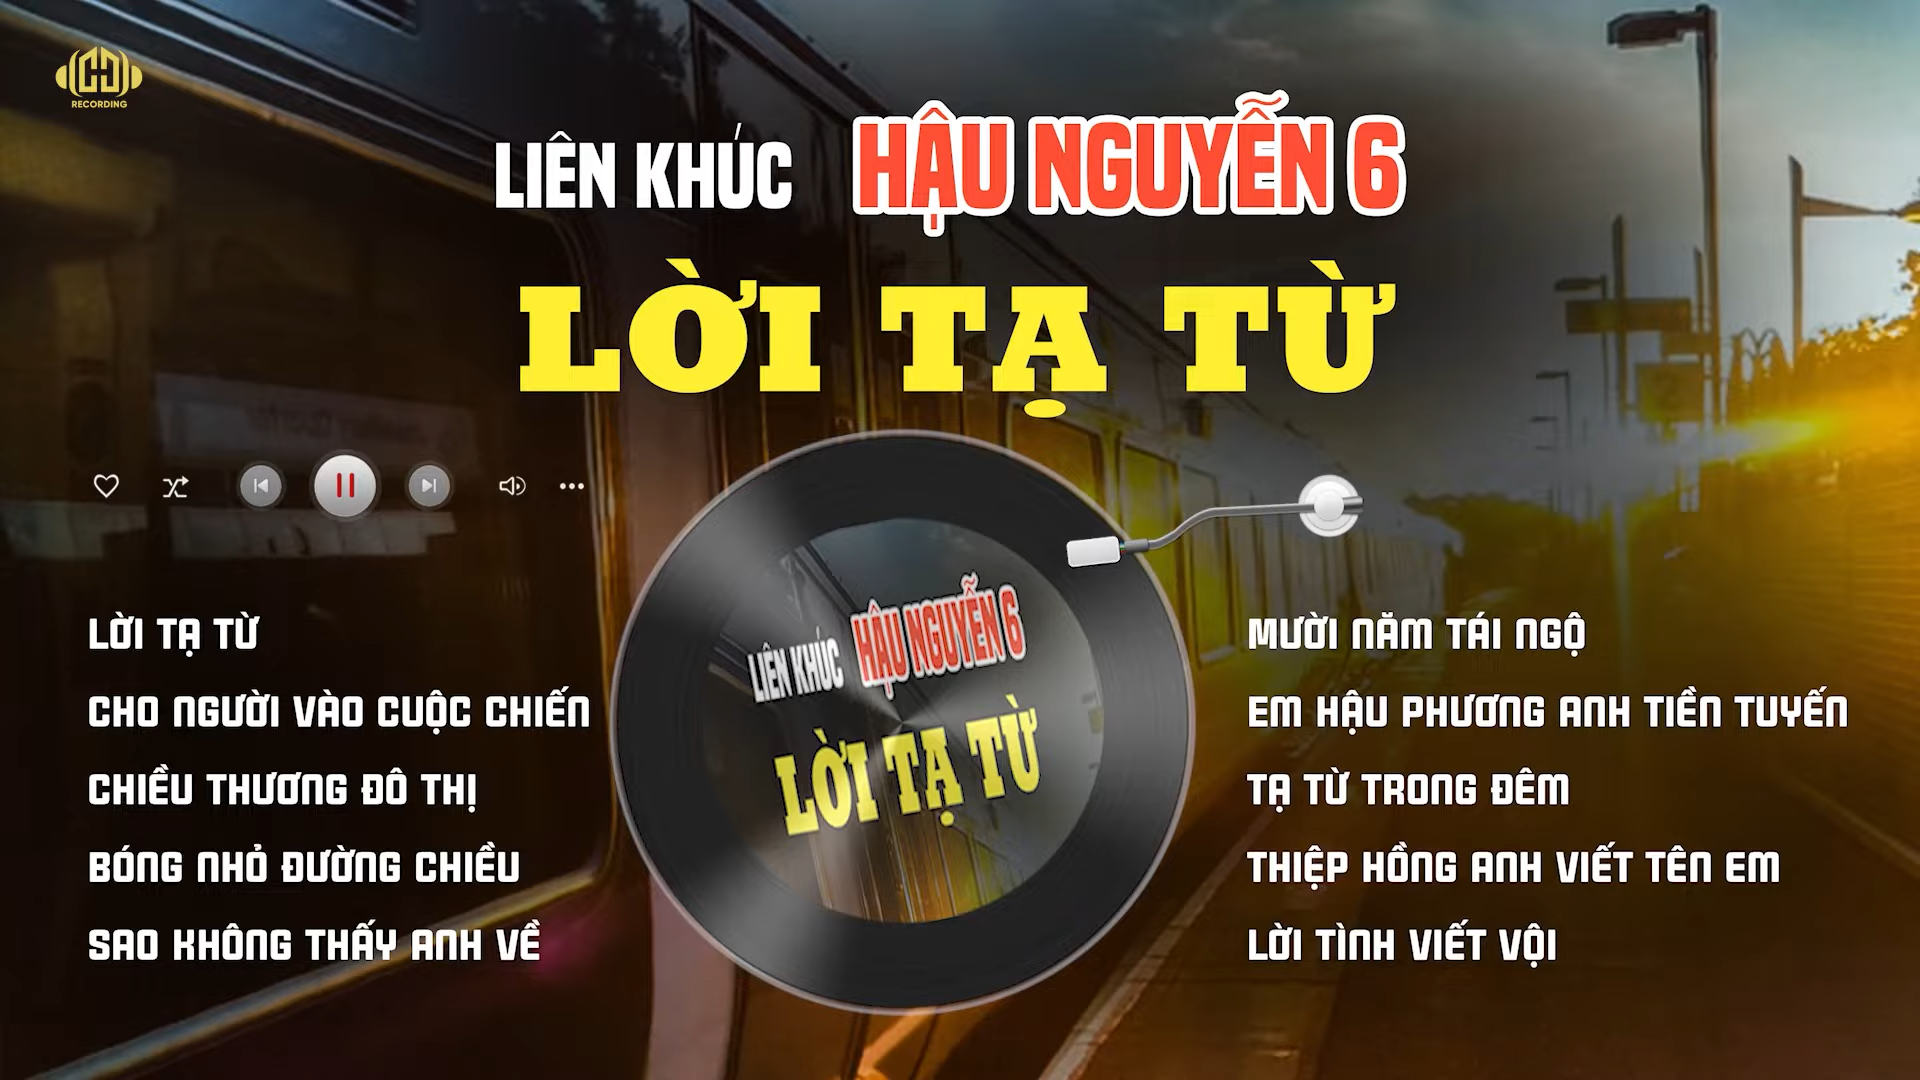 RECORDING
LIÊN KHÚC HẬU NGUYỄN 6
LỜI TẠ TỪ
LIÊN KHÚC HẬU NGUYỄN 6
LỜI TẠ TỪ
LỜI TẠ TỪ
CHO NGƯỜI VÀO CUỘC CHIẾN
CHIỀU THƯƠNG ĐÔ THỊ
BÓNG NHỎ ĐƯỜNG CHIỀU
SAO KHÔNG THẤY ANH VỀ
MƯỜI NĂM TÁI NGỘ
EM HẬU PHƯƠNG ANH TIỀN TUYẾN
TẠ TỪ TRONG ĐÊM
THIỆP HỒNG ANH VIẾT TÊN EM
LỜI TÌNH VIẾT VỘI